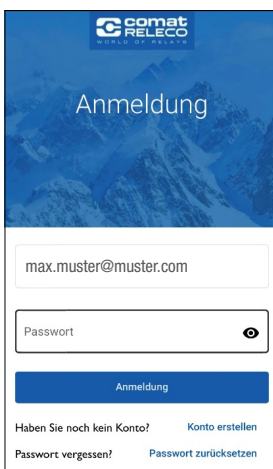 comat
RELECO
WORLD OF RELAYS
Anmeldung
max.muster@muster.com
Passwort
Anmeldung
Haben Sie noch kein Konto? Konto erstellen
Passwort vergessen? Passwort zurücksetzen